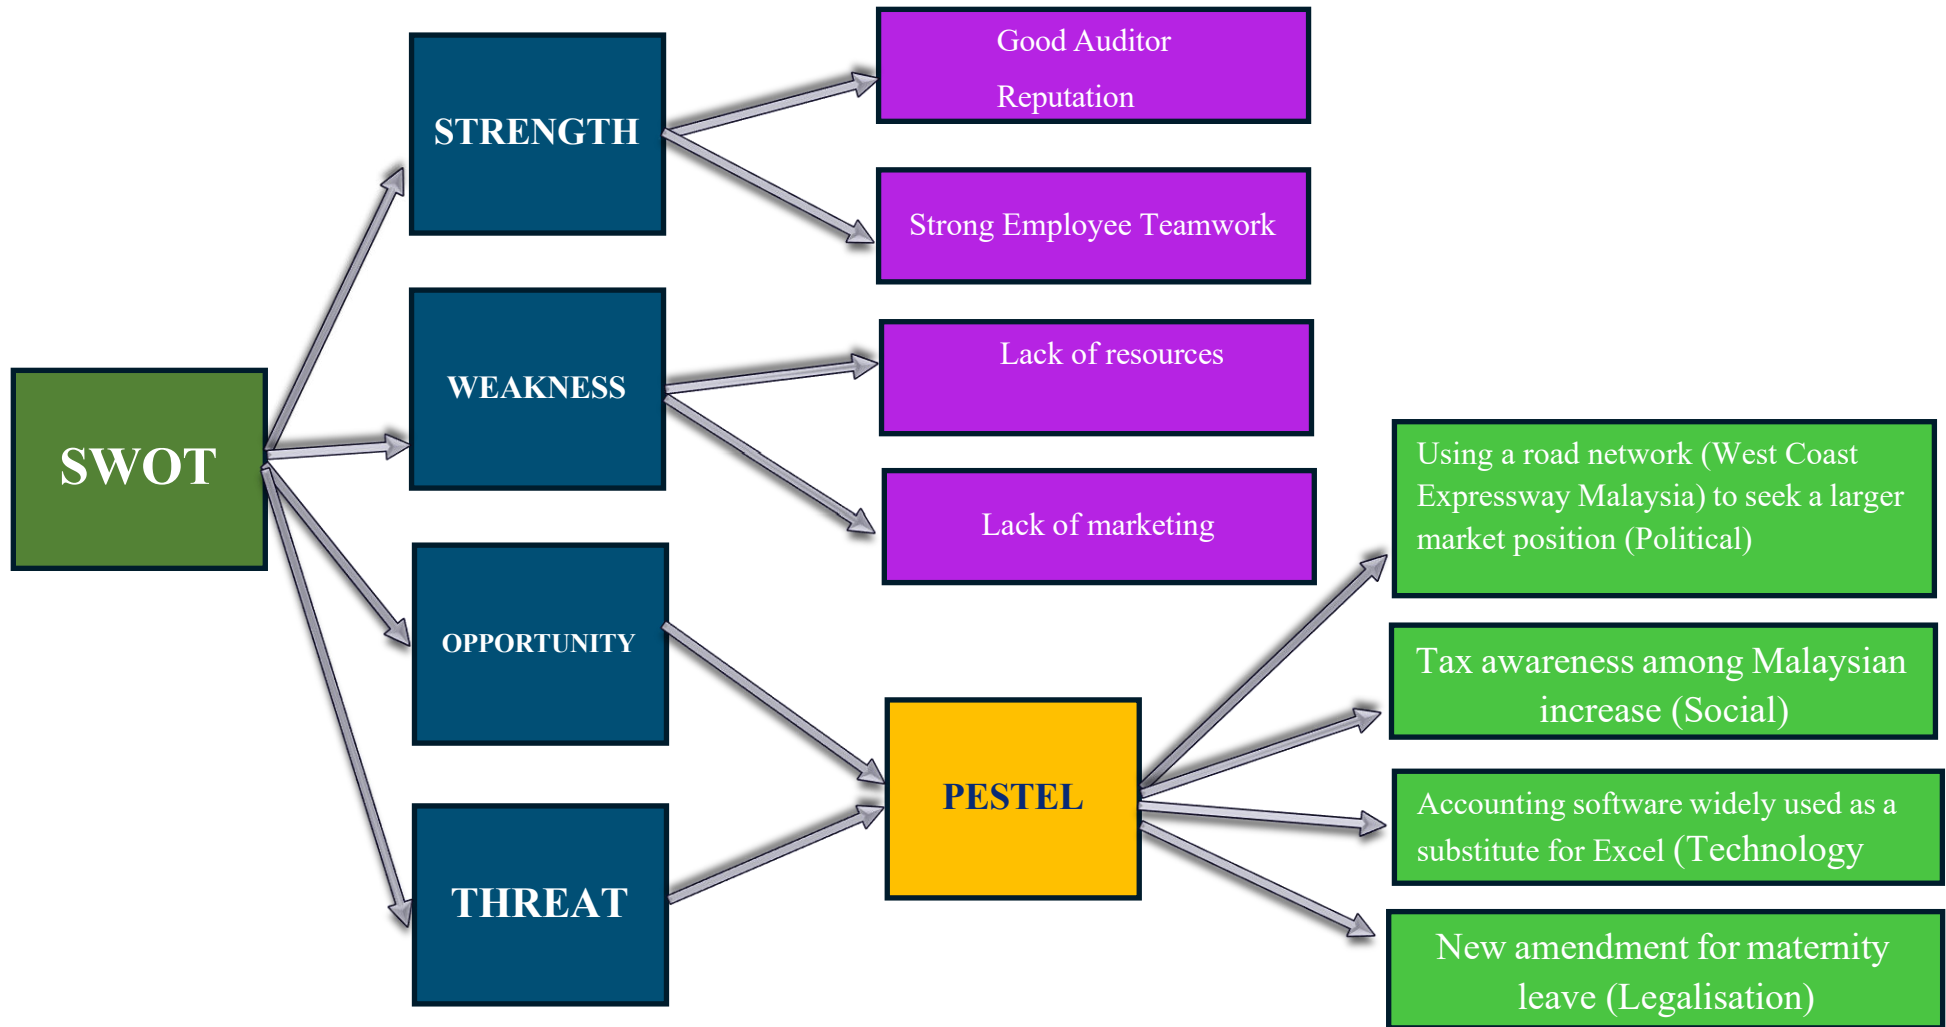 SWOT
STRENGTH
Good Auditor
Reputation
Strong Employee Teamwork
WEAKNESS
Lack of resources
Lack of marketing
OPPORTUNITY
THREAT
PESTEL
Using a road network (West Coast
Expressway Malaysia) to seek a larger
market position (Political)
Tax awareness among Malaysian
increase (Social)
Accounting software widely used as a
substitute for Excel (Technology
New amendment for maternity
leave (Legalisation)